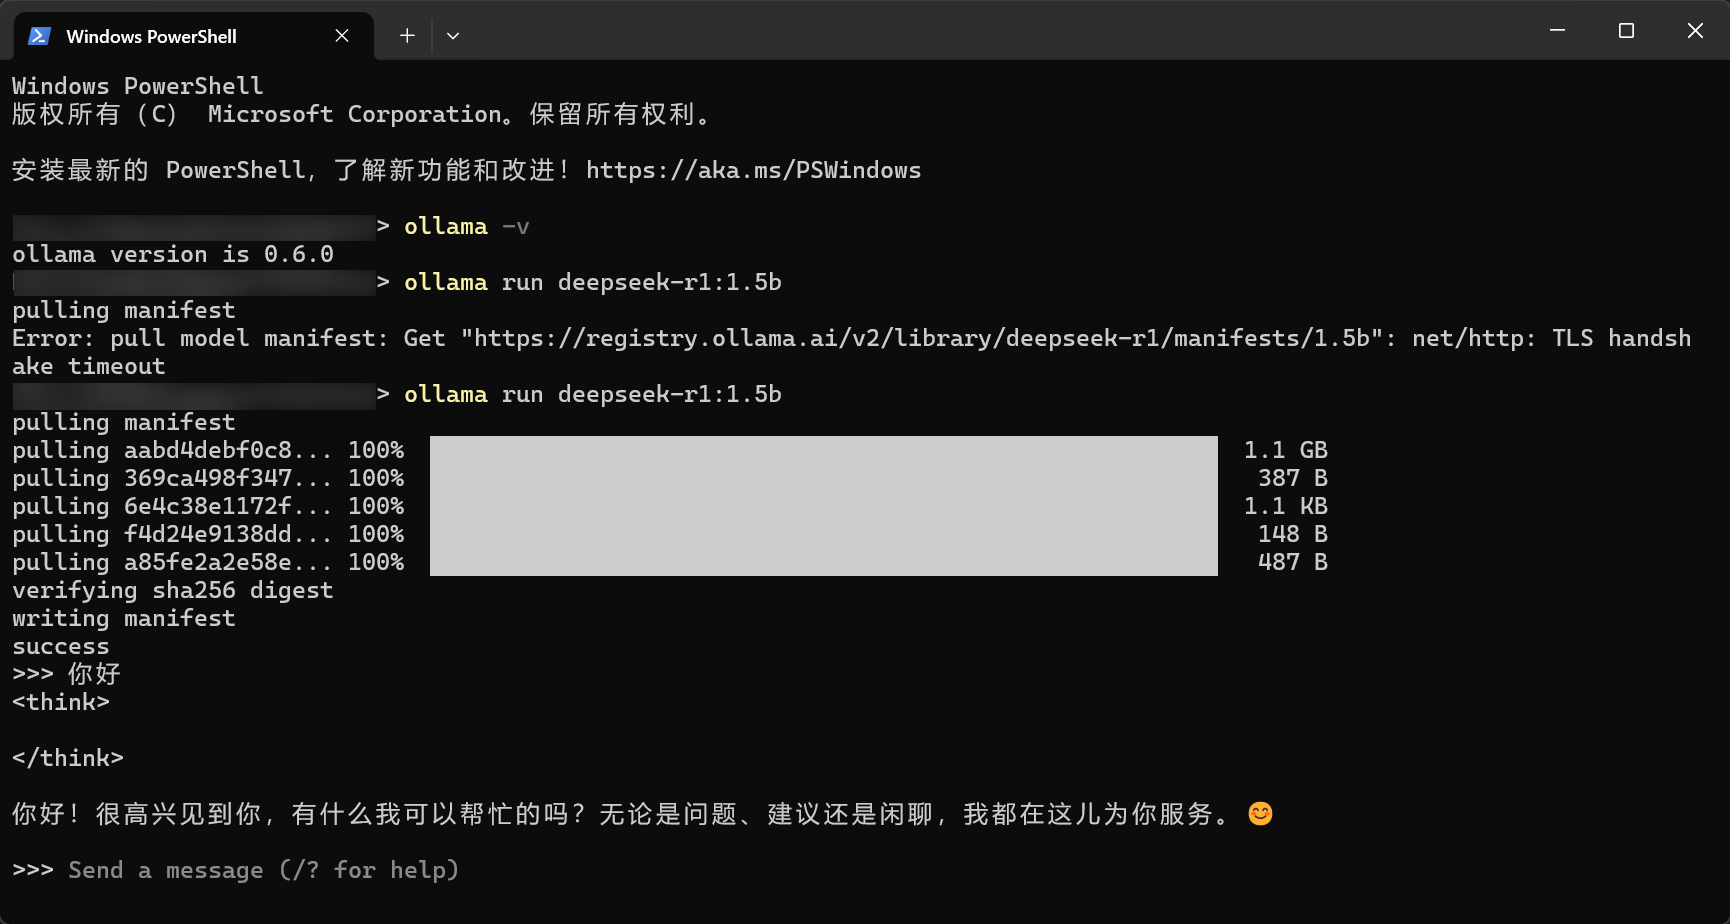 Windows PowerShell
Windows PowerShell
版权所有（C） Microsoft Corporation。保留所有权利。
安装最新的 PowerShell，了解新功能和改进！https://aka.ms/PSWindows
> ollama -v
ollama version is 0.6.0
> ollama run deepseek-r1:1.5b
pulling manifest
Error: pull model manifest: Get "https://registry.ollama.ai/v2/library/deepseek-r1/manifests/1.5b": net/http: TLS handsh
ake timeout
> ollama run deepseek-r1:1.5b
pulling manifest
pulling aabd4debf0c8... 100% 1.1 GB
pulling 369ca498f347... 100% 387 B
pulling 6e4c38e1172f... 100% 1.1 KB
pulling f4d24e9138dd... 100% 148 B
pulling a85fe2a2e58e... 100% 487 B
verifying sha256 digest
writing manifest
success
>>> 你好
<think>
</think>
你好！很高兴见到你，有什么我可以帮忙的吗？无论是问题、建议还是闲聊，我都在这儿为你服务。😊
>>> Send a message (/? for help)